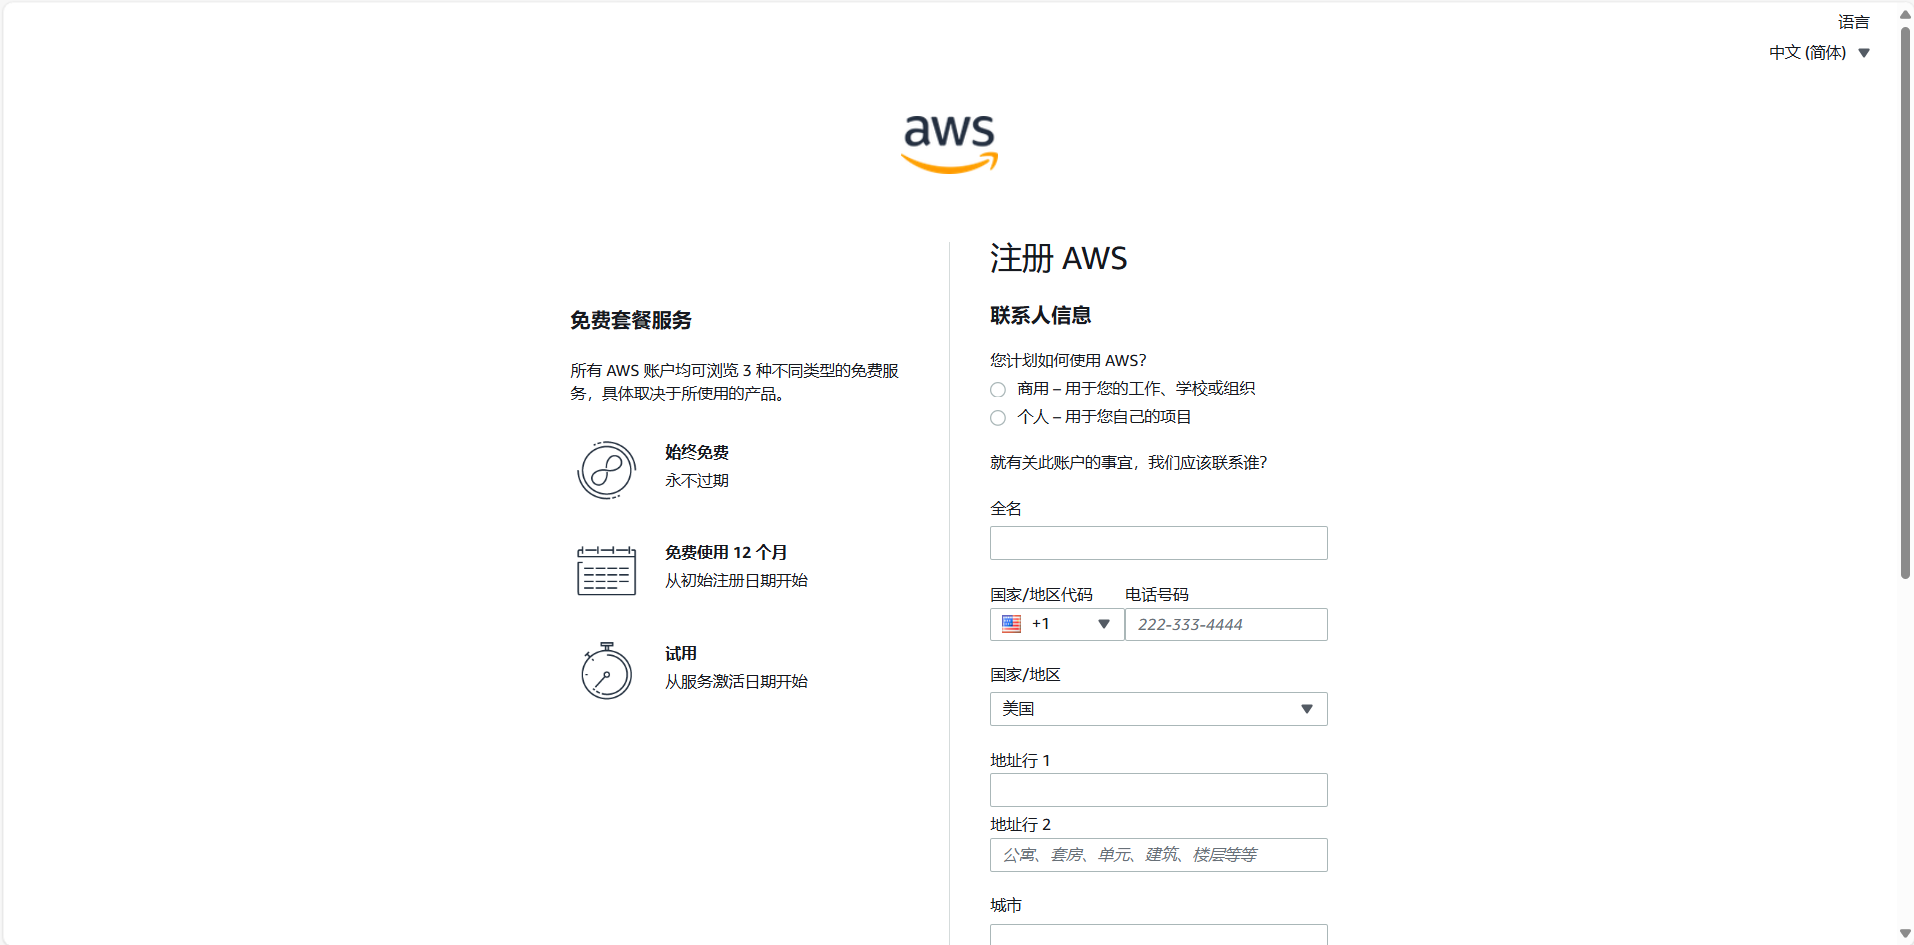 语言
中文 (简体)
aws
免费套餐服务
所有 AWS 账户均可浏览 3 种不同类型的免费服
务，具体取决于所使用的产品。
始终免费
永不过期
免费使用 12 个月
从初始注册日期开始
试用
从服务激活日期开始
注册 AWS
联系人信息
您计划如何使用 AWS？
商用 – 用于您的工作、学校或组织
个人 – 用于您自己的项目
就有关此账户的事宜，我们应该联系谁？
全名
国家/地区代码 电话号码
+1 222-333-4444
国家/地区
美国
地址行 1
地址行 2
公寓、套房、单元、建筑、楼层等等
城市